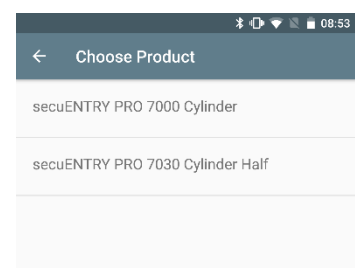 08:53
Choose Product
secuENTRY PRO 7000 Cylinder
secuENTRY PRO 7030 Cylinder Half